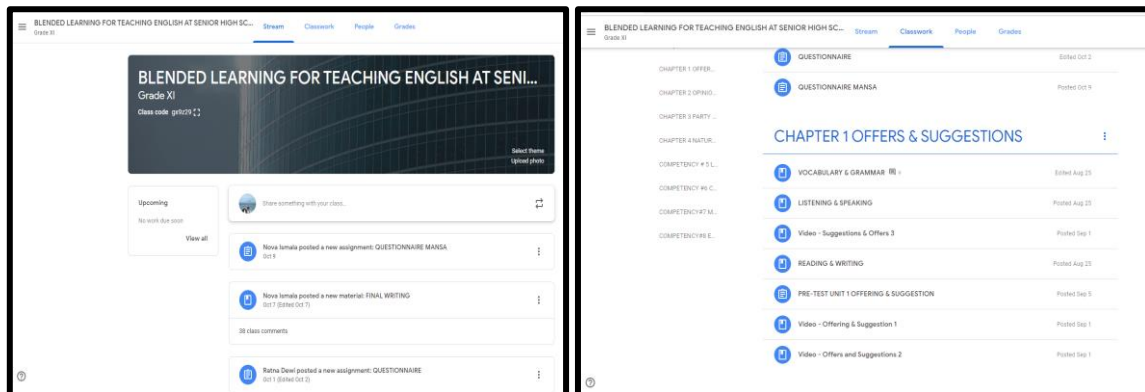 BLENDED LEARNING FOR TEACHING ENGLISH AT SENIOR HIGH SC...
Grade XI
Stream
Classwork
People
Grades
BLENDED LEARNING FOR TEACHING ENGLISH AT SENI...
Grade XI
Class code
Select theme
Upload photo
Upcoming
No work due soon
View all
Share something with your class...
Nova Ismala posted a new assignment: QUESTIONNAIRE MANSA
Oct 9
Nova Ismala posted a new material: FINAL WRITING
Oct 7 (Edited Oct 7)
38 class comments
Ratna Dewi posted a new assignment: QUESTIONNAIRE
Oct 1 (Edited Oct 2)
BLENDED LEARNING FOR TEACHING ENGLISH AT SENIOR HIGH SC...
Grade XI
Stream
Classwork
People
Grades
CHAPTER 1 OFFER...
CHAPTER 2 OPINIO...
CHAPTER 3 PARTY ...
CHAPTER 4 NATUR...
COMPETENCY # 5 L...
COMPETENCY #6 C...
COMPETENCY#7 M...
COMPETENCY#8 E...
QUESTIONNAIRE
Edited Oct 2
QUESTIONNAIRE MANSA
Posted Oct 9
CHAPTER 1 OFFERS & SUGGESTIONS
VOCABULARY & GRAMMAR
Edited Aug 25
LISTENING & SPEAKING
Posted Aug 25
Video - Suggestions & Offers 3
Posted Sep 1
READING & WRITING
Posted Aug 25
PRE-TEST UNIT 1 OFFERING & SUGGESTION
Posted Sep 5
Video - Offering & Suggestion 1
Posted Sep 1
Video - Offers and Suggestions 2
Posted Sep 1